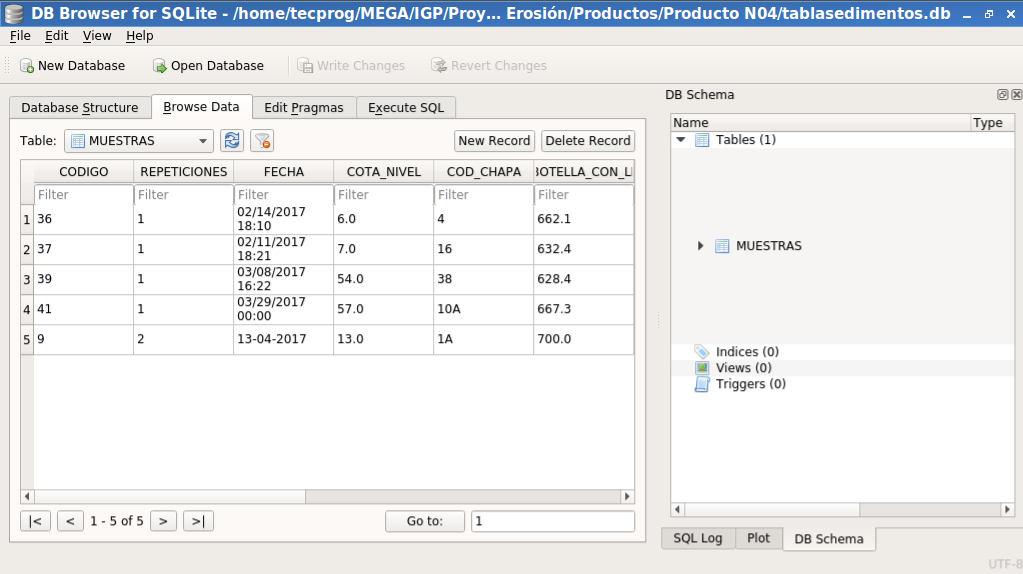 DB Browser for SQLite - /home/tecprog/MEGA/IGP/Proy... Erosión/Productos/Producto N04/tablasedimentos.db
File Edit View Help
New Database Open Database Write Changes Revert Changes
Database Structure Browse Data Edit Pragmas Execute SQL
Table: MUESTRAS New Record Delete Record
CODIGO REPETICIONES FECHA COTA_NIVEL COD_CHAPA BOTELLA_CON_LI
Filter Filter Filter Filter Filter Filter
1 36 1 02/14/2017 18:10 6.0 4 662.1
2 37 1 02/11/2017 18:21 7.0 16 632.4
3 39 1 03/08/2017 16:22 54.0 38 628.4
4 41 1 03/29/2017 00:00 57.0 10A 667.3
5 9 2 13-04-2017 13.0 1A 700.0
|< < 1 - 5 of 5 > >| Go to: 1
DB Schema
Name Type
Tables (1)
MUESTRAS
Indices (0)
Views (0)
Triggers (0)
SQL Log Plot DB Schema
UTF-8